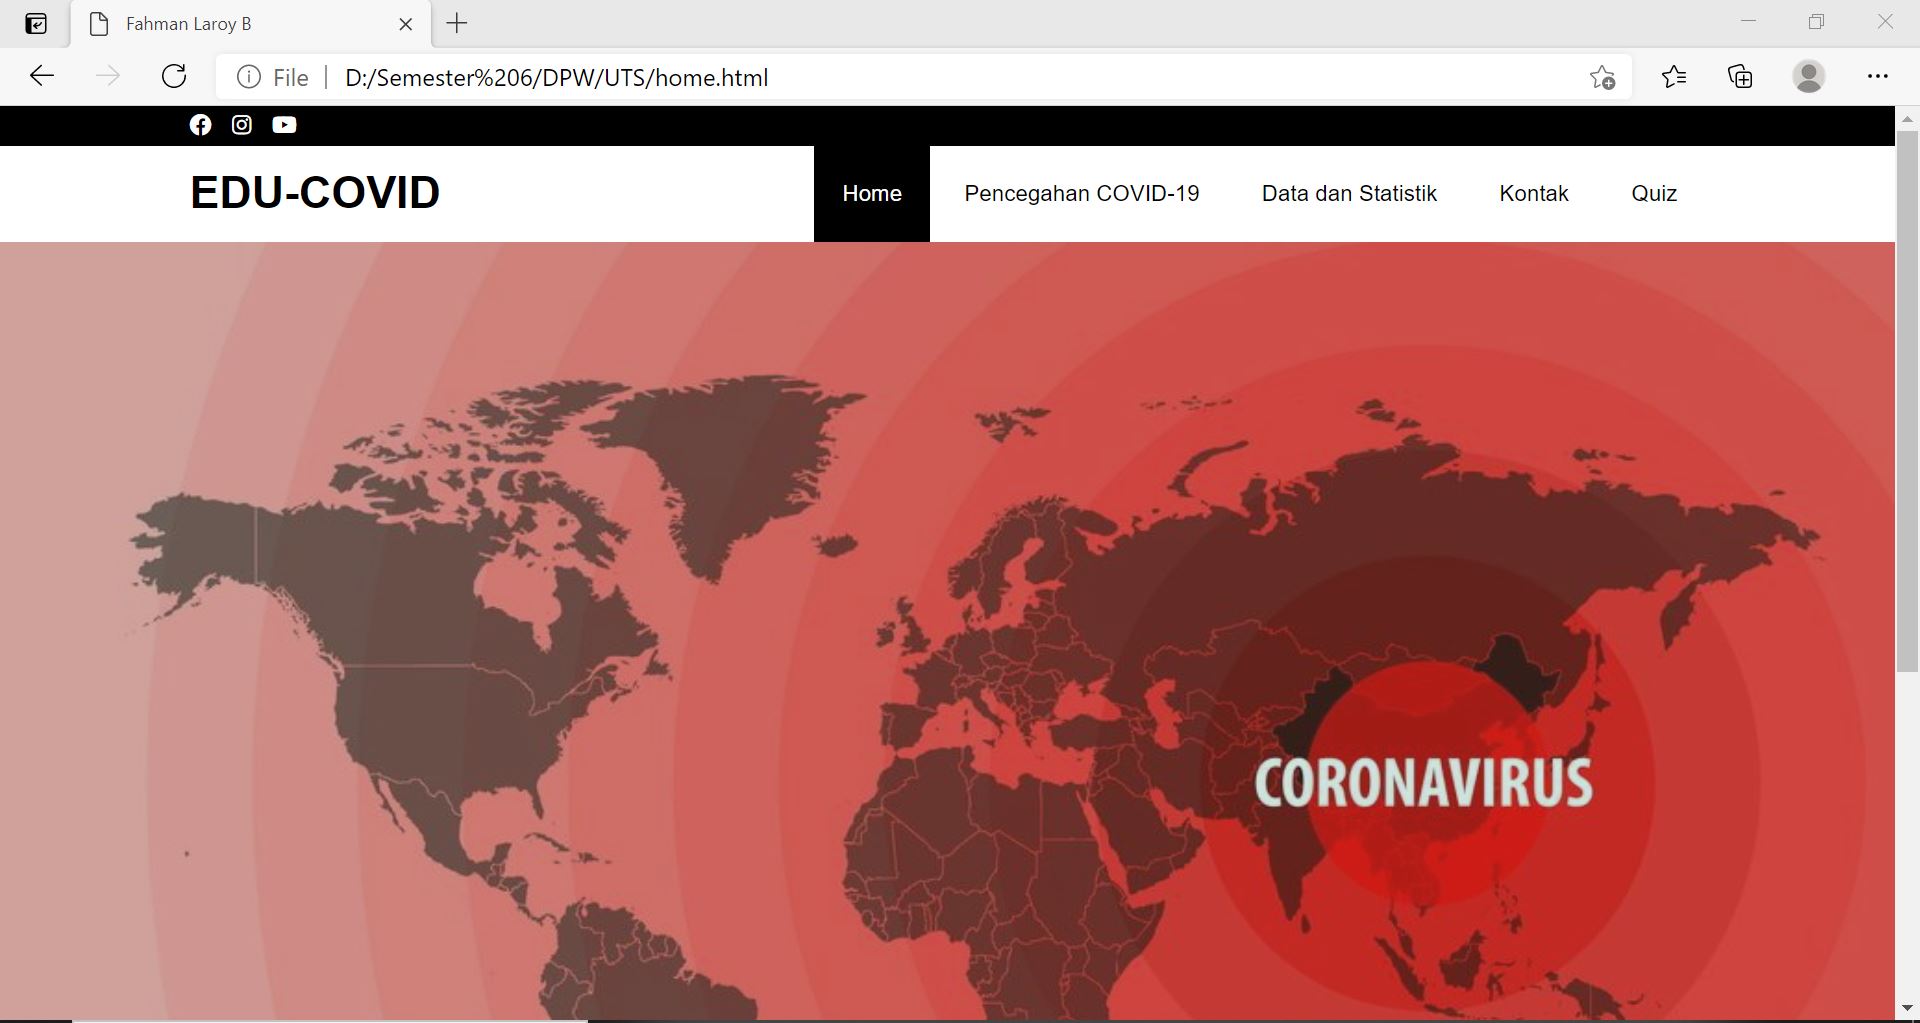 Fahman Laroy B
File
D:/Semester%206/DPW/UTS/home.html
EDU-COVID
Home
Pencegahan COVID-19
Data dan Statistik
Kontak
Quiz
CORONAVIRUS